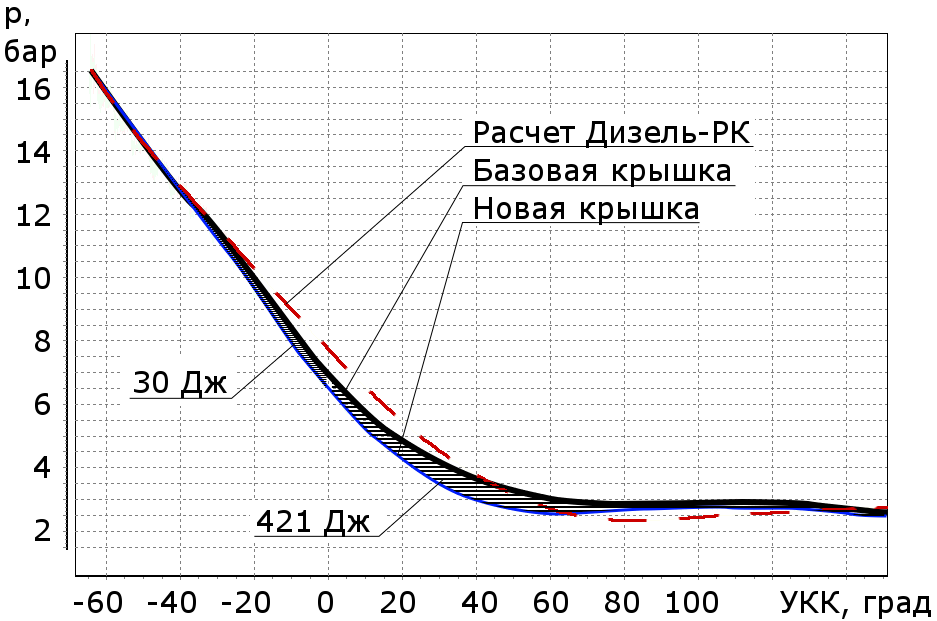 р,
бар
16
14
12
10
8
6
4
2
Расчет Дизель-РК
Базовая крышка
Новая крышка
30 Дж
421 Дж
-60 -40 -20 0 20 40 60 80 100 УКК, град